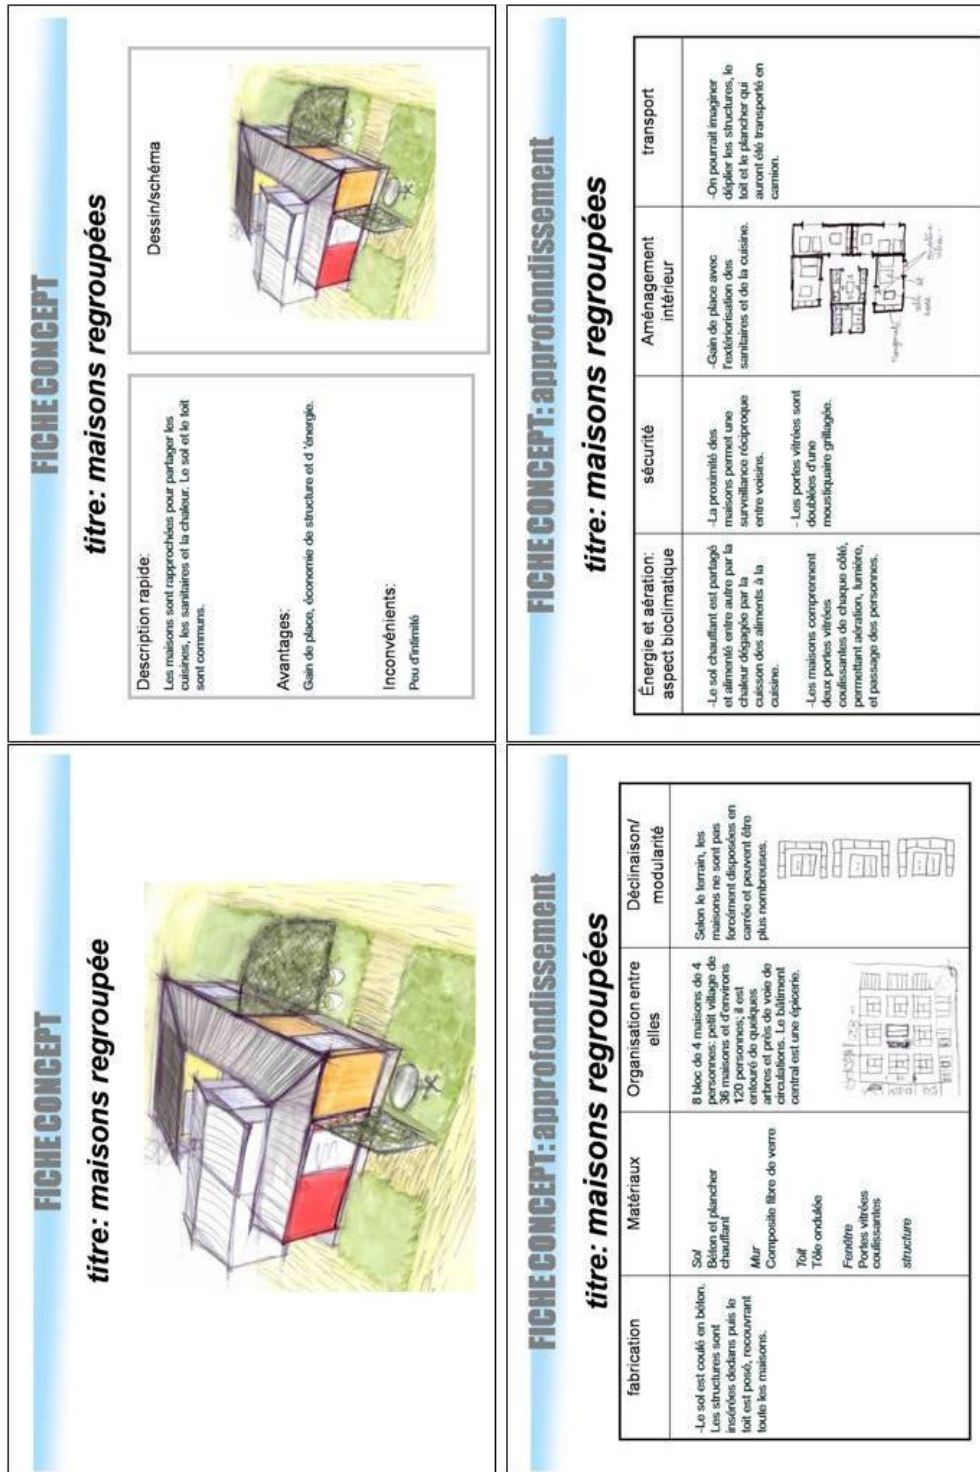 FICHE CONCEPT
titre: maisons regroupée
FICHE CONCEPT
titre: maisons regroupées
Description rapide:
Les maisons sont rapprochées pour partager les
cuisines, les sanitaires et la chaleur. Le sol et le toit
sont communs.
Avantages:
Gain de place, économie de structure et d 'énergie.
Inconvénients:
Peu d'intimité
Dessin/schéma
FICHE CONCEPT: approfondissement
titre: maisons regroupées
fabrication
-Le sol est coulé en béton.
Les structures sont
insérées dedans puis le
toit est posé, recouvrant
toute les maisons.
Matériaux
Sol
Béton et plancher
chauffant
Mur
Composite fibre de verre
Toit
Tôle ondulée
Fenêtre
Portes vitrées
coulissantes
structure
Organisation entre
elles
8 bloc de 4 maisons de 4
personnes: petit village de
36 maisons et d'environs
120 personnes; il est
entouré de quelques
arbres et près de voie de
circulations. Le bâtiment
central est une épicerie.
Déclinaison/
modularité
Selon le terrain, les
maisons ne sont pas
forcément disposées en
carrée et peuvent être
plus nombreuses.
FICHE CONCEPT: approfondissement
titre: maisons regroupées
Énergie et aération:
aspect bioclimatique
-Le sol chauffant est partagé
et alimenté entre autre par la
chaleur dégagée par la
cuisson des aliments à la
cuisine.
-Les maisons comprennent
deux portes vitrées
coulissantes de chaque côté,
permettant aération, lumière,
et passage des personnes.
sécurité
-La proximité des
maisons permet une
surveillance réciproque
entre voisins.
- Les portes vitrées sont
doublées d'une
moustiquaire grillagée.
Aménagement
intérieur
-Gain de place avec
l'extériorisation des
sanitaires et de la cuisine.
transport
-On pourrait imaginer
déplier les structures, le
toit et le plancher qui
auront été transporté en
camion.